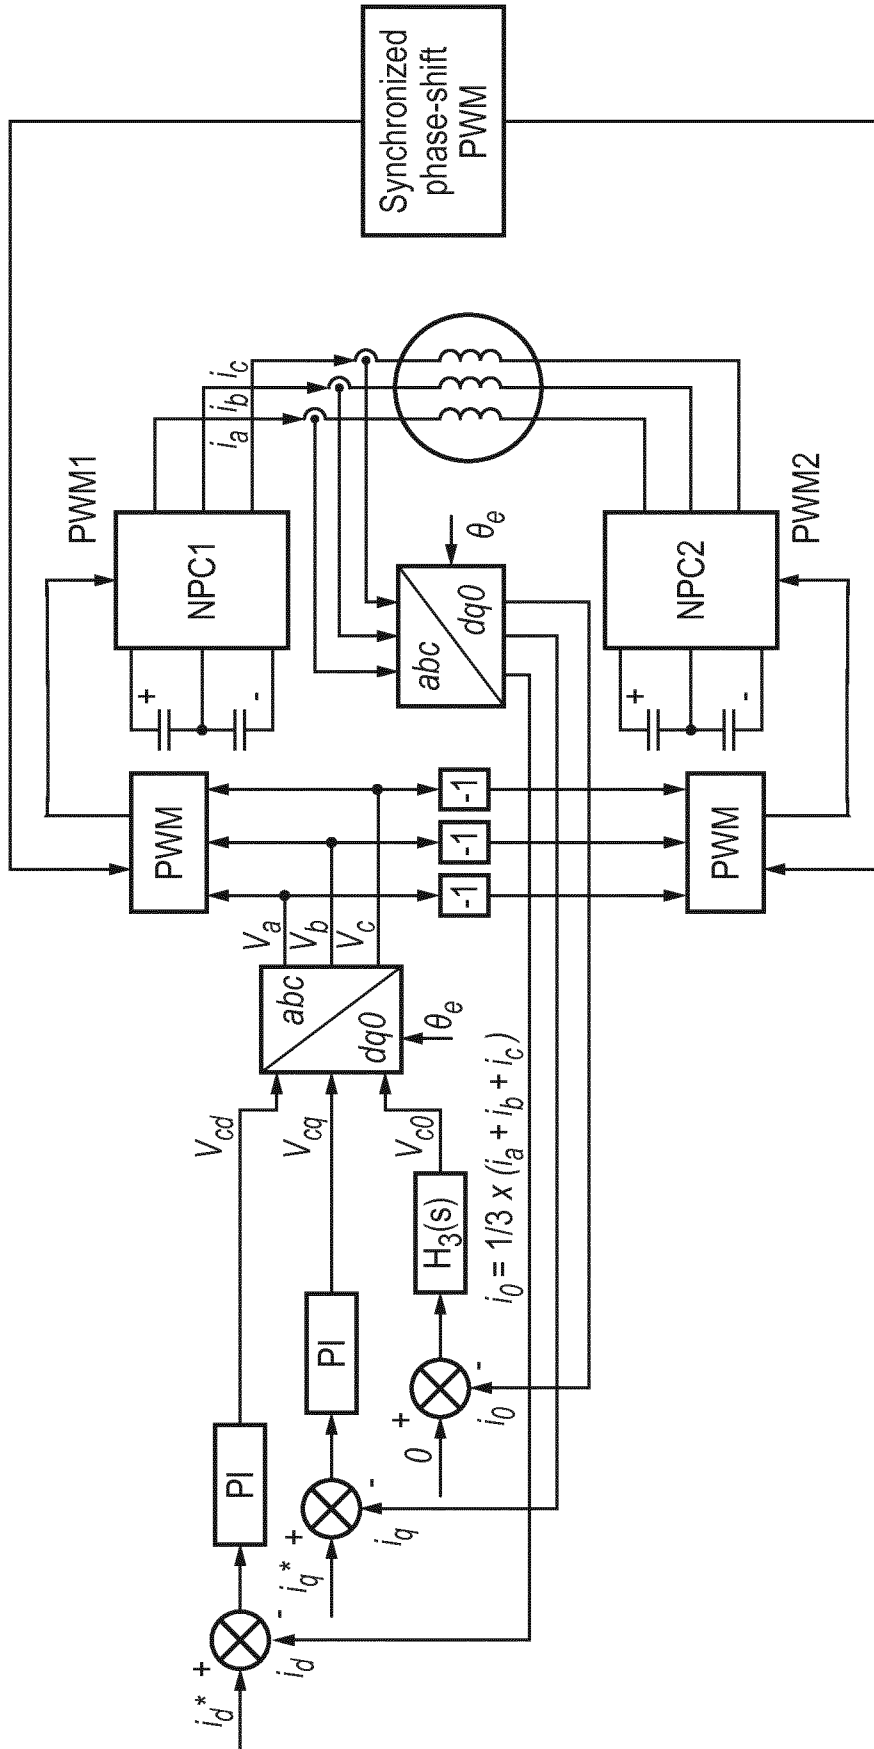 Synchronized
phase-shift
PWM
PWM1
NPC1
i_a
i_b
i_c
+
-
abc
dq0
θ_e
NPC2
PWM2
+
-
PWM
-1
-1
-1
PWM
V_a
V_b
V_c
abc
dq0
θ_e
V_cd
V_cq
V_c0
H_3(s)
i_0 = 1/3 x (i_a + i_b + i_c)
PI
PI
0
+
-
i_0
i_q*
+
-
i_q
i_d*
+
-
i_d